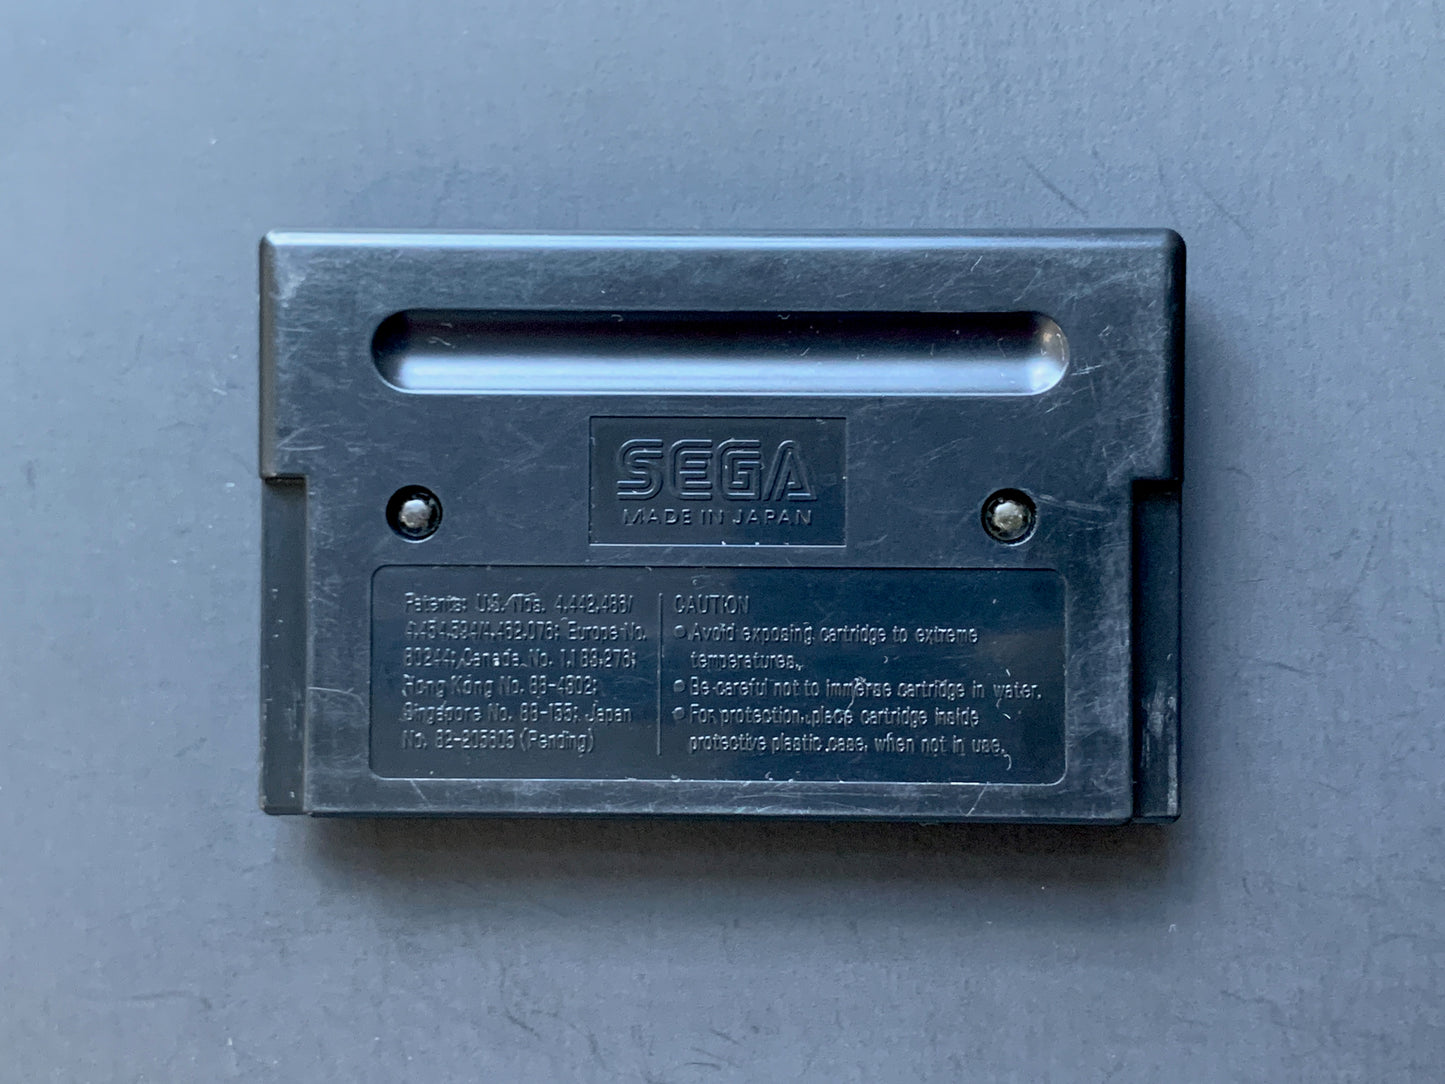 SEGA
MADE IN JAPAN
Patents: U.S. Nos. 4,442,486/
4,454,594/4,462,076; Europe No.
80244; Canada No. 1,183,276;
Hong Kong No. 88-4302;
Singapore No. 88-155; Japan
No. 82-205605 (Pending)
CAUTION
• Avoid exposing cartridge to extreme
temperatures.
• Be careful not to immerse cartridge in water.
• For protection, place cartridge inside
protective plastic case, when not in use.